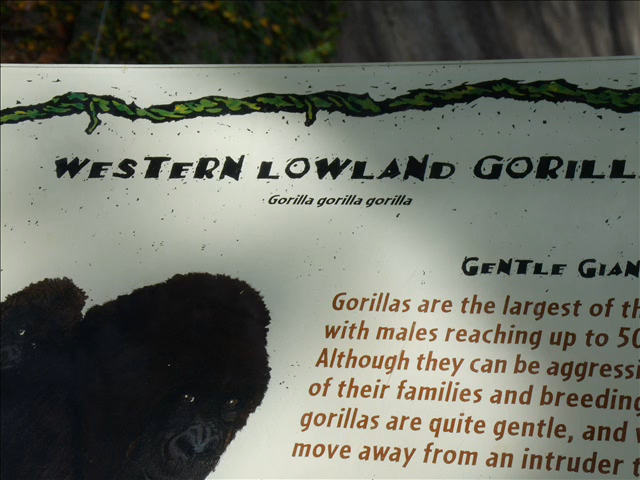 WESTERN LOWLAND GORILL
Gorilla gorilla gorilla
GENTLE GIAN
Gorillas are the largest of th
with males reaching up to 50
Although they can be aggressi
of their families and breeding
gorillas are quite gentle, and
move away from an intruder t